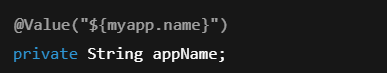 @Value("${myapp.name}")
private String appName;